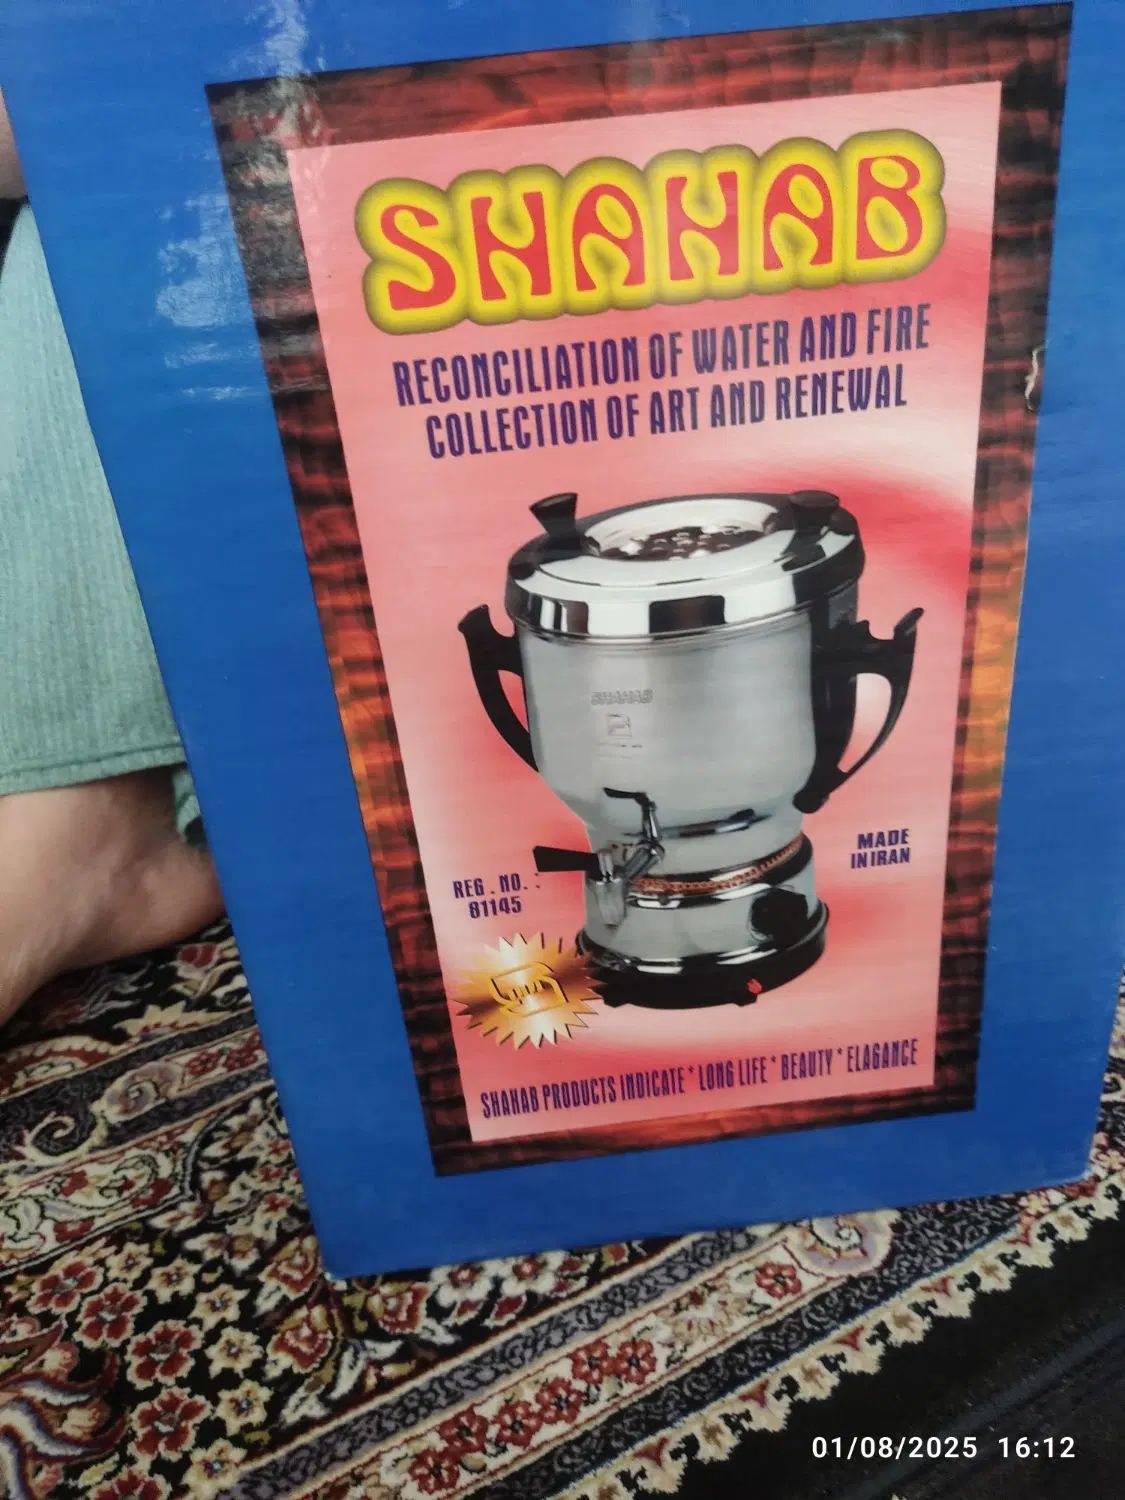 SHAHAB
RECONCILIATION OF WATER AND FIRE
COLLECTION OF ART AND RENEWAL
SHAHAB
MADE
IN IRAN
REG . NO. :
81145
SHAHAB PRODUCTS INDICATE * LONG LIFE * BEAUTY * ELAGANCE
01/08/2025 16:12